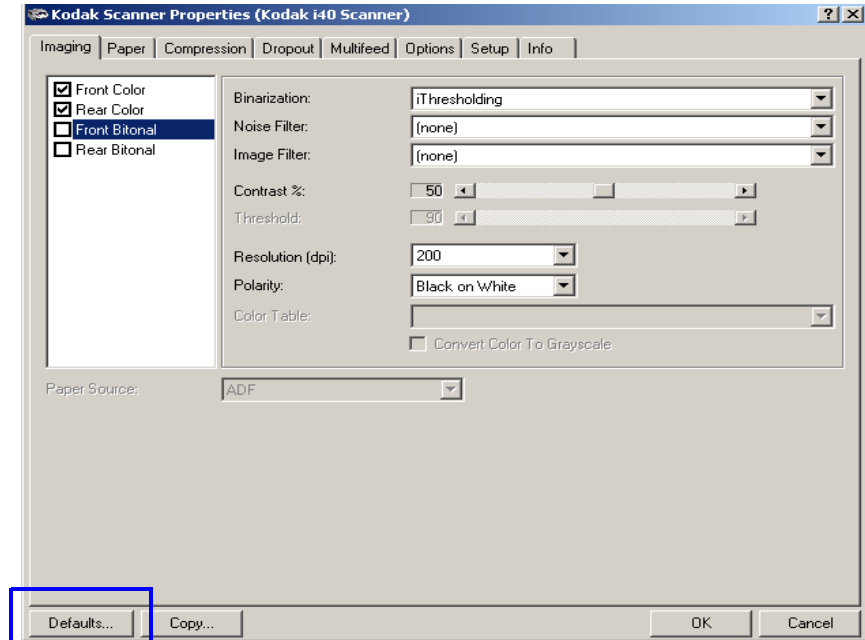 Kodak Scanner Properties (Kodak i40 Scanner)
Imaging Paper Compression Dropout Multifeed Options Setup Info
Front Color
Rear Color
Front Bitonal
Rear Bitonal
Binarization: iThresholding
Noise Filter: (none)
Image Filter: (none)
Contrast %: 50
Threshold: 90
Resolution (dpi): 200
Polarity: Black on White
Color Table:
Convert Color To Grayscale
Paper Source: ADF
Defaults... Copy... OK Cancel